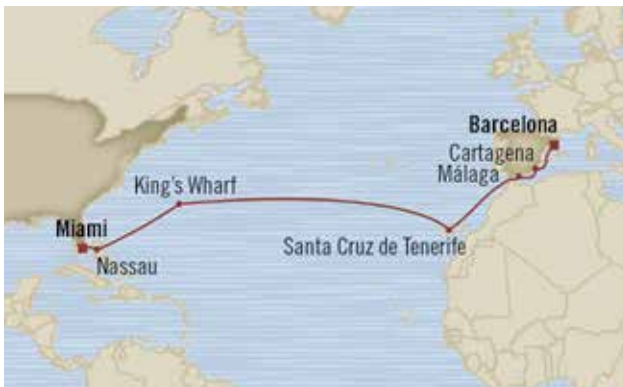 Barcelona
Cartagena
Málaga
King's Wharf
Miami
Santa Cruz de Tenerife
Nassau